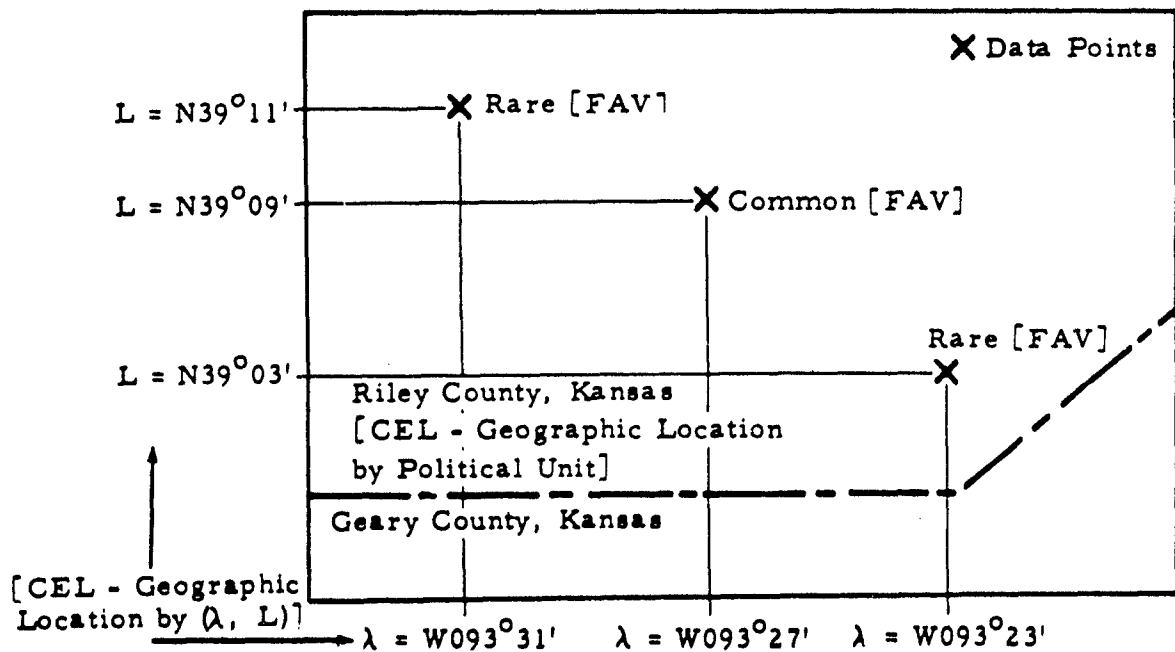 Data Points
L = N39°11'
Rare [FAV]
L = N39°09'
Common [FAV]
Rare [FAV]
L = N39°03'
Riley County, Kansas
[CEL - Geographic Location
by Political Unit]
Geary County, Kansas
[CEL - Geographic
Location by (λ, L)]
λ = W093°31' λ = W093°27' λ = W093°23'